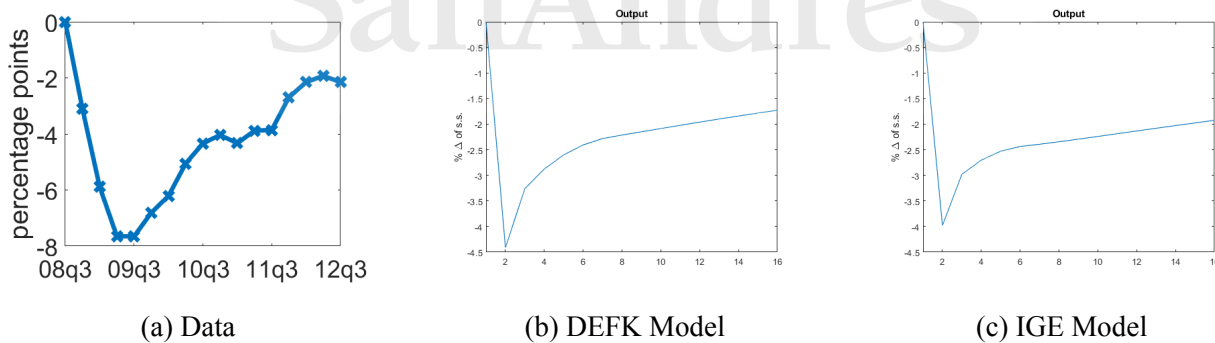 SanAndrés
0
-2
-4
-6
-8
percentage points
08q3 09q3 10q3 11q3 12q3
(a) Data
Output
0
-0.5
-1
-1.5
-2
-2.5
-3
-3.5
-4
-4.5
% Δ of s.s.
2 4 6 8 10 12 14 16
(b) DEFK Model
Output
0
-0.5
-1
-1.5
-2
-2.5
-3
-3.5
-4
-4.5
% Δ of s.s.
2 4 6 8 10 12 14 16
(c) IGE Model